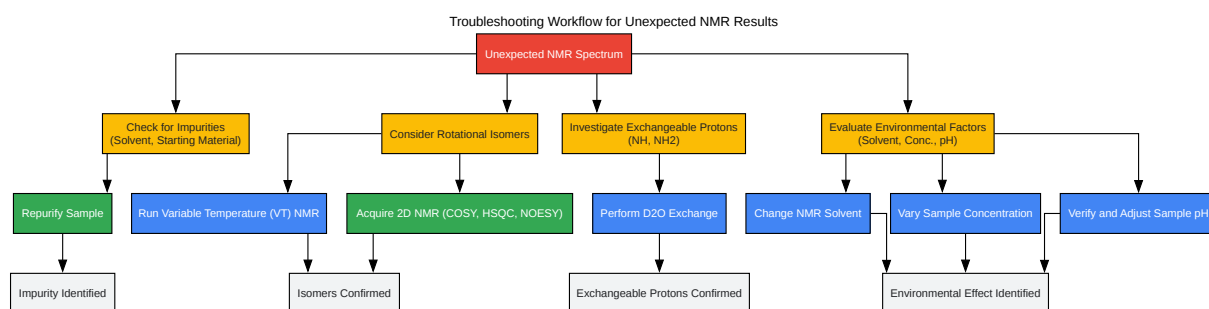 Troubleshooting Workflow for Unexpected NMR Results
Unexpected NMR Spectrum
Check for Impurities
(Solvent, Starting Material)
Consider Rotational Isomers
Investigate Exchangeable Protons
(NH, NH2)
Evaluate Environmental Factors
(Solvent, Conc., pH)
Repurify Sample
Run Variable Temperature (VT) NMR
Acquire 2D NMR (COSY, HSQC, NOESY)
Perform D2O Exchange
Change NMR Solvent
Vary Sample Concentration
Verify and Adjust Sample pH
Impurity Identified
Isomers Confirmed
Exchangeable Protons Confirmed
Environmental Effect Identified